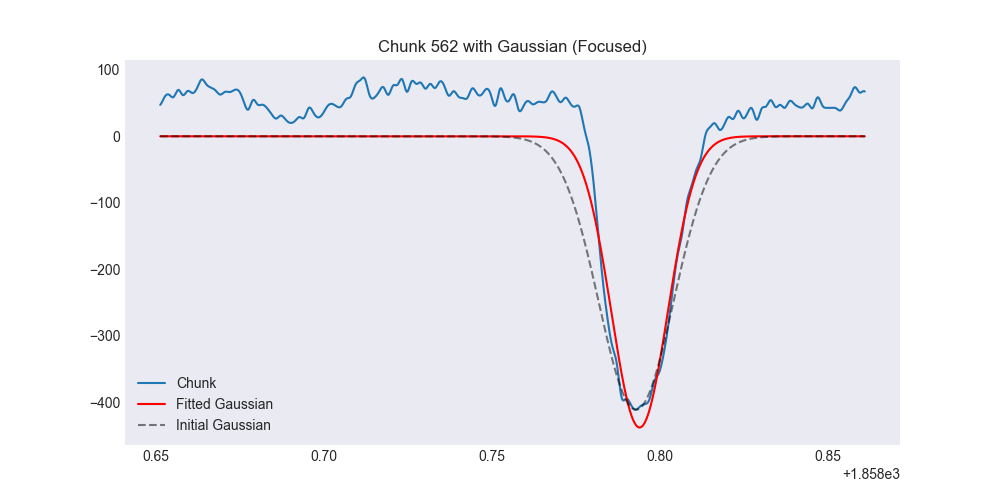 Chunk 562 with Gaussian (Focused)
100
0
−100
−200
−300
−400
Chunk
Fitted Gaussian
Initial Gaussian
0.65 0.70 0.75 0.80 0.85
+1.858e3